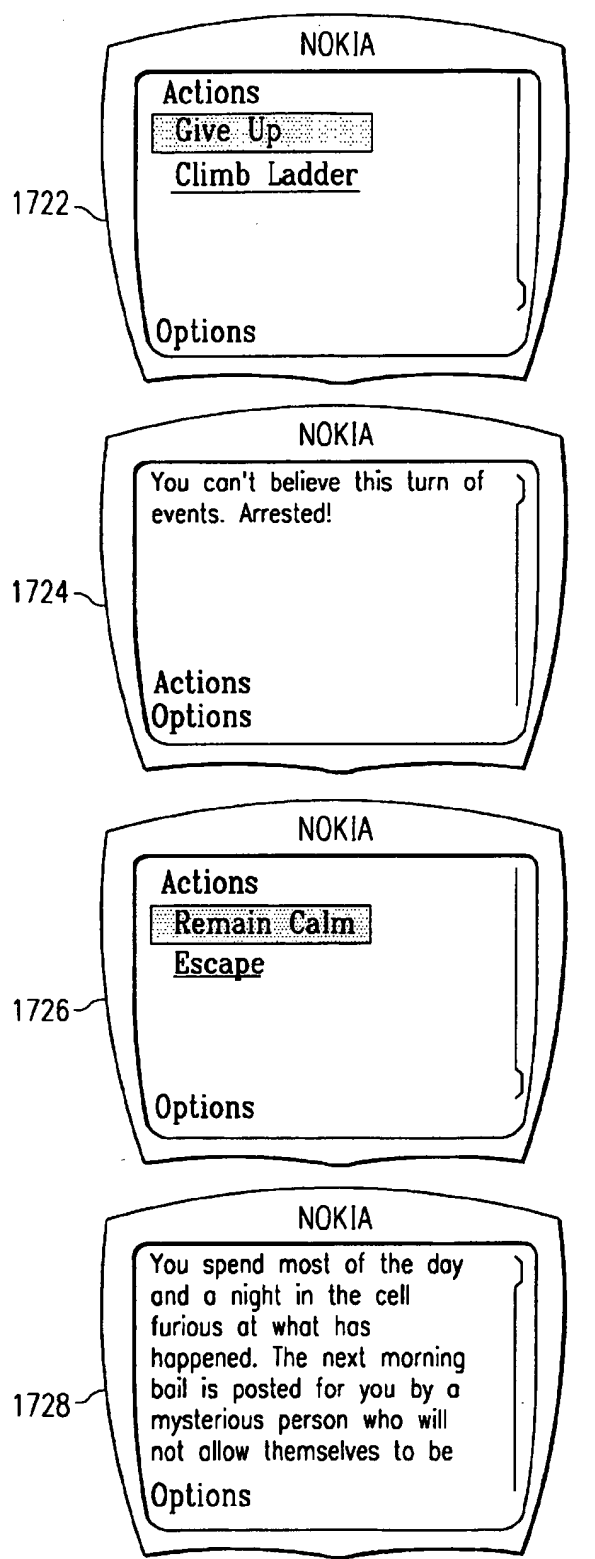 NOKIA
Actions
Give Up
Climb Ladder
1722
Options
NOKIA
You can't believe this turn of
events. Arrested!
1724
Actions
Options
NOKIA
Actions
Remain Calm
Escape
1726
Options
NOKIA
You spend most of the day
and a night in the cell
furious at what has
happened. The next morning
bail is posted for you by a
1728
mysterious person who will
not allow themselves to be
Options